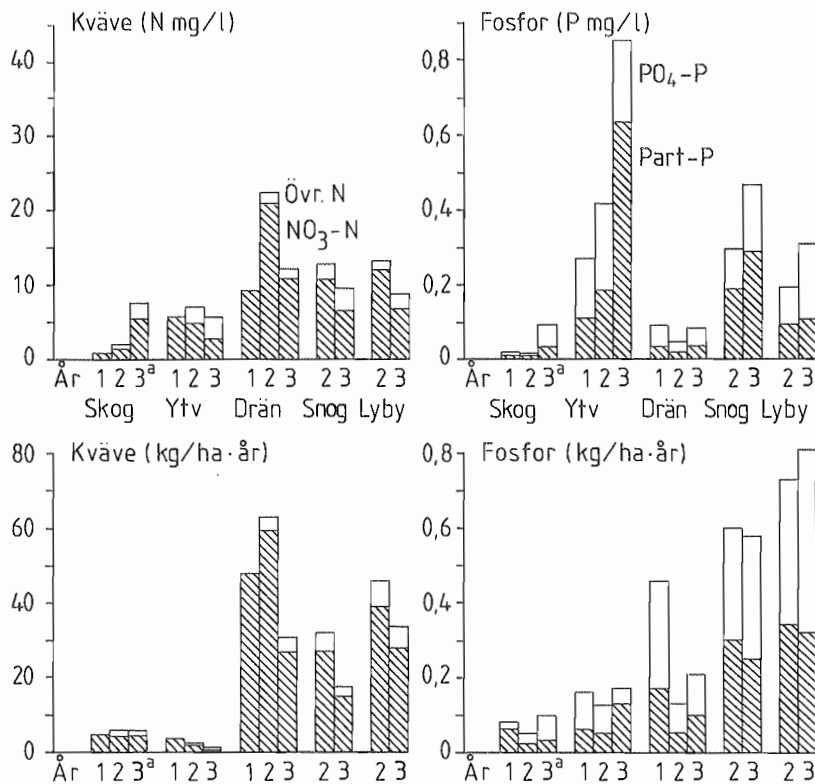 Kväve (N mg/l)
40
30
20
10
0
Övr. N
NO3-N
År 1 2 3a 1 2 3 1 2 3 2 3 2 3
Skog Ytv Drän Snog Lyby
Fosfor (P mg/l)
0,8
0,6
0,4
0,2
0
PO4-P
Part-P
1 2 3a 1 2 3 1 2 3 2 3 2 3
Skog Ytv Drän Snog Lyby
Kväve (kg/ha·år)
80
60
40
20
0
År 1 2 3a 1 2 3 1 2 3 2 3 2 3
Fosfor (kg/ha·år)
0,8
0,6
0,4
0,2
0
År 1 2 3a 1 2 3 1 2 3 2 3 2 3